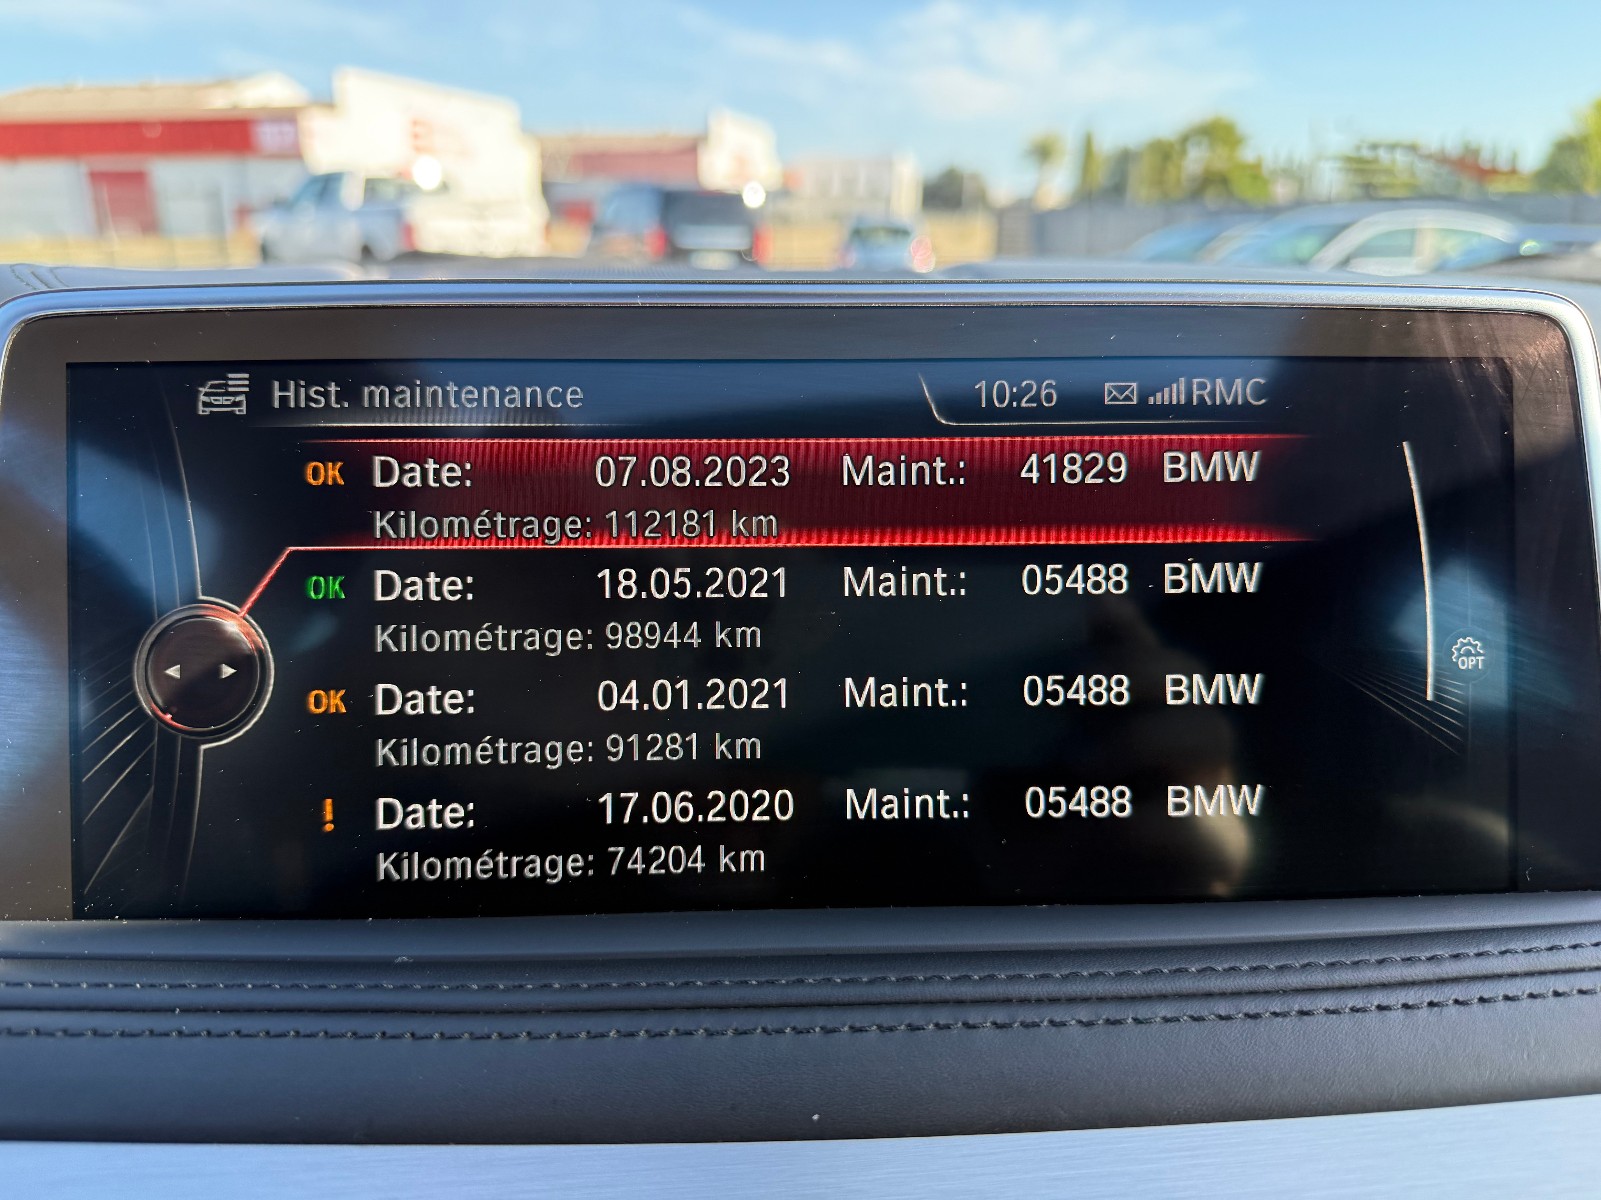 Hist. maintenance 10:26 RMC
OK Date: 07.08.2023 Maint.: 41829 BMW
Kilométrage: 112181 km
OK Date: 18.05.2021 Maint.: 05488 BMW
Kilométrage: 98944 km
OK Date: 04.01.2021 Maint.: 05488 BMW
Kilométrage: 91281 km
OPT
! Date: 17.06.2020 Maint.: 05488 BMW
Kilométrage: 74204 km